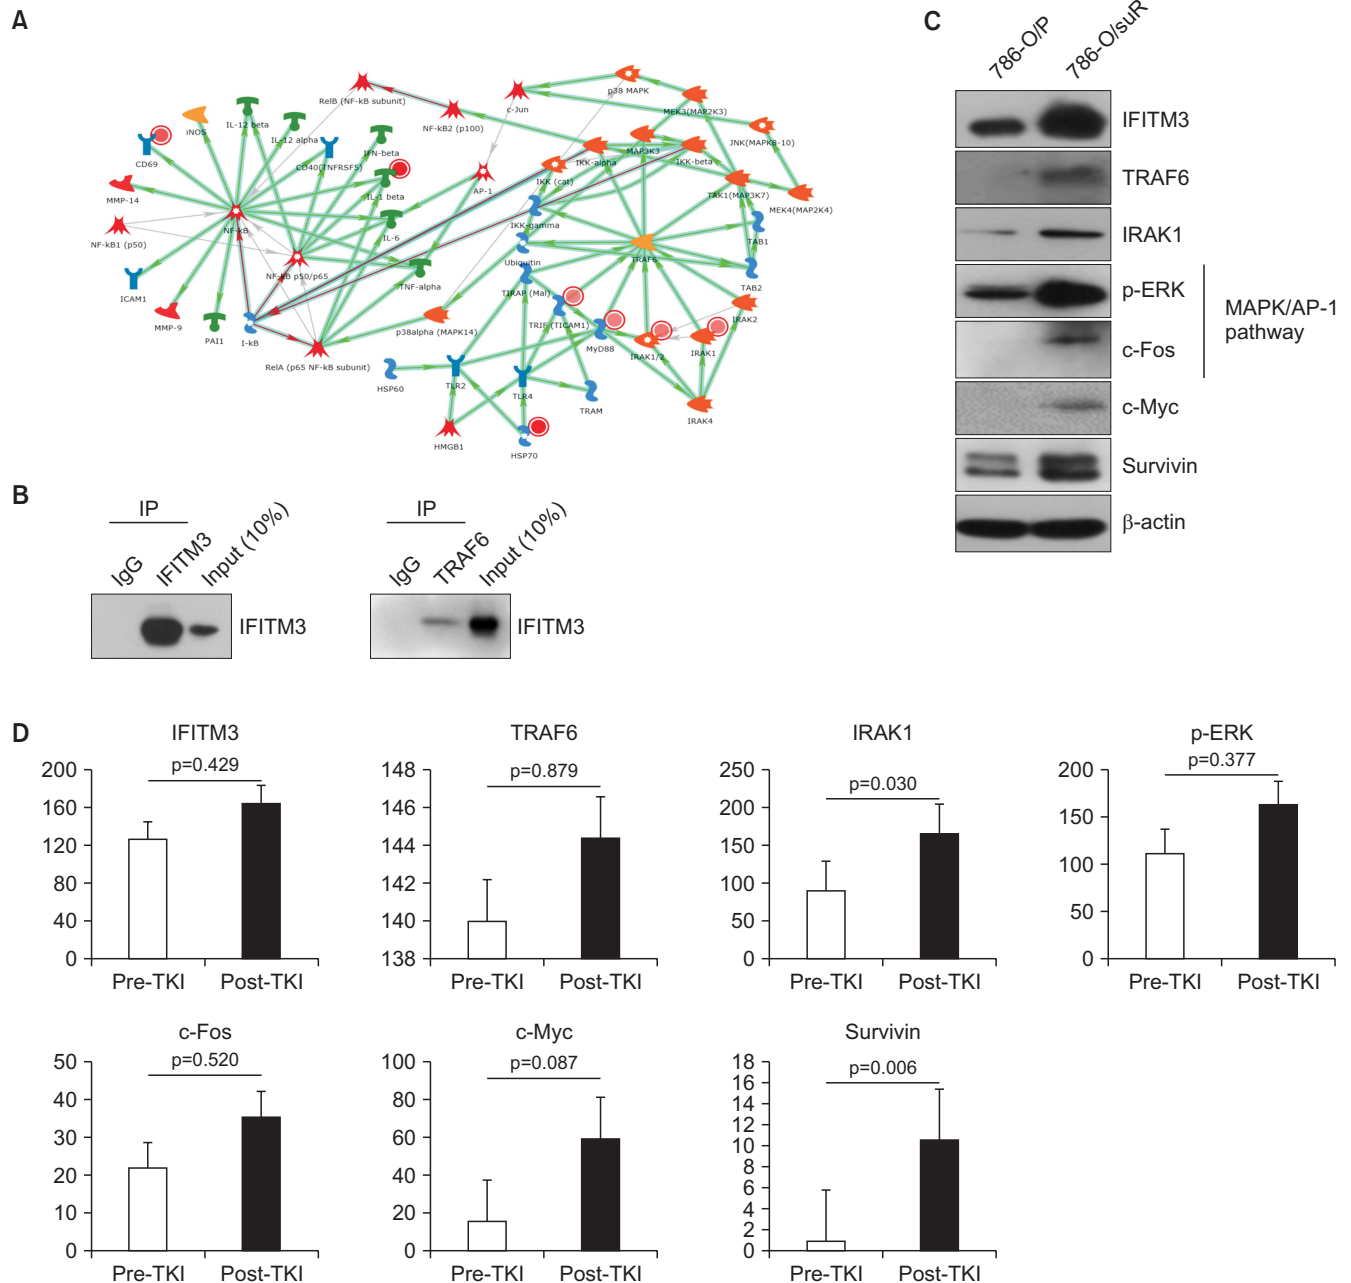 A
RelB (NF-kB subunit)
NF-kB2 (p100)
c-Jun
p38 MAPK
MEK3(MAP2K3)
JNK(MAPK8-10)
MEK4(MAP2K4)
iNOS
IL-12 beta
IL-12 alpha
IFN-beta
CD40(TNFRSF5)
CD69
IL-1 beta
AP-1
IKK (cat)
IKK-alpha
MAP3K3
IKK-beta
TAK1(MAP3K7)
MMP-14
NF-kB1 (p50)
NF-kB
IL-6
IKK-gamma
TAB1
NF-kB p50/p65
Ubiquitin
TRAF6
TAB2
ICAM1
TNF-alpha
TIRAP (Mal)
MMP-9
PAI1
I-kB
p38alpha (MAPK14)
TRIF (TICAM1)
MyD88
IRAK1/2
IRAK1
IRAK2
RelA (p65 NF-kB subunit)
HSP60
TLR2
TLR4
TRAM
IRAK4
HMGB1
HSP70
B
IP
IgG
IFITM3
Input (10%)
IFITM3
IP
IgG
TRAF6
Input (10%)
IFITM3
C
786-O/P
786-O/suR
IFITM3
TRAF6
IRAK1
p-ERK
c-Fos
MAPK/AP-1
pathway
c-Myc
Survivin
β-actin
D
IFITM3
p=0.429
200
160
120
80
40
0
Pre-TKI
Post-TKI
TRAF6
p=0.879
148
146
144
142
140
138
Pre-TKI
Post-TKI
IRAK1
p=0.030
250
200
150
100
50
0
Pre-TKI
Post-TKI
p-ERK
p=0.377
200
150
100
50
0
Pre-TKI
Post-TKI
c-Fos
p=0.520
50
40
30
20
10
0
Pre-TKI
Post-TKI
c-Myc
p=0.087
100
80
60
40
20
0
Pre-TKI
Post-TKI
Survivin
p=0.006
18
16
14
12
10
8
6
4
2
0
Pre-TKI
Post-TKI